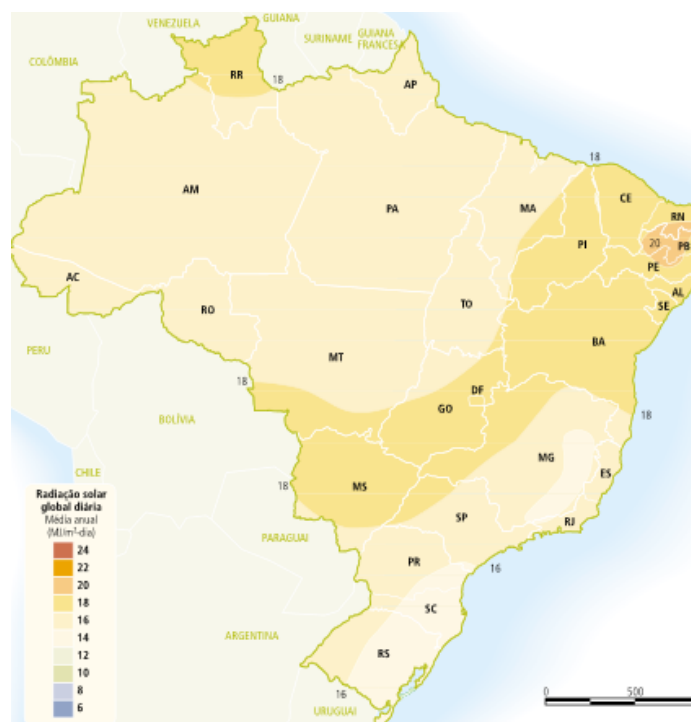 VENEZUELA
GUIANA
SURINAME
GUIANA
FRANCESA
COLÔMBIA
RR
18
AP
18
AM
PA
MA
CE
RN
PI
20
PB
PE
AC
AL
SE
RO
TO
BA
MT
PERU
18
DF
GO
18
BOLÍVIA
MG
ES
CHILE
18
MS
Radiação solar
global diária
Média anual
(MJ/m²-dia)
24
22
20
18
16
14
12
10
8
6
SP
RJ
PARAGUAI
PR
16
SC
ARGENTINA
RS
16
URUGUAI
0 500